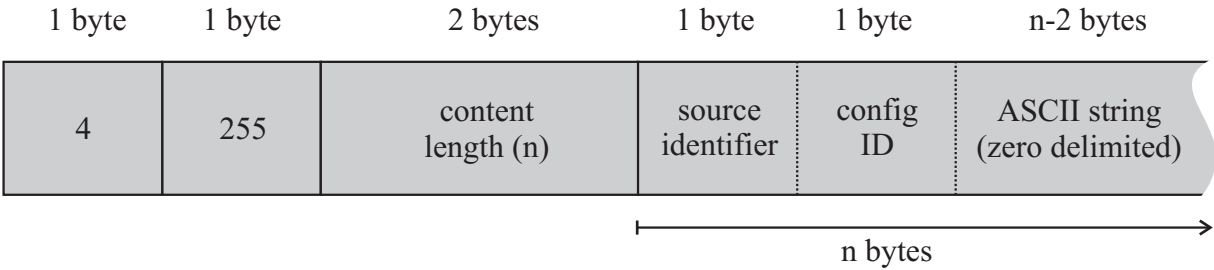 1 byte 1 byte 2 bytes 1 byte 1 byte n-2 bytes
4 255 content length (n) source identifier config ID ASCII string (zero delimited)
n bytes